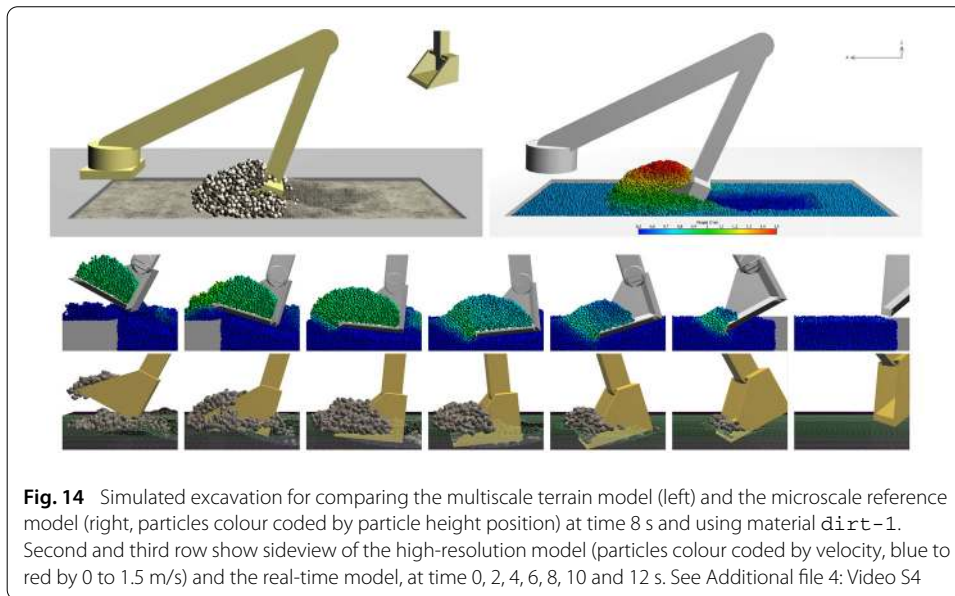 Fig. 14 Simulated excavation for comparing the multiscale terrain model (left) and the microscale reference
model (right, particles colour coded by particle height position) at time 8 s and using material dirt-1.
Second and third row show sideview of the high-resolution model (particles colour coded by velocity, blue to
red by 0 to 1.5 m/s) and the real-time model, at time 0, 2, 4, 6, 8, 10 and 12 s. See Additional file 4: Video S4